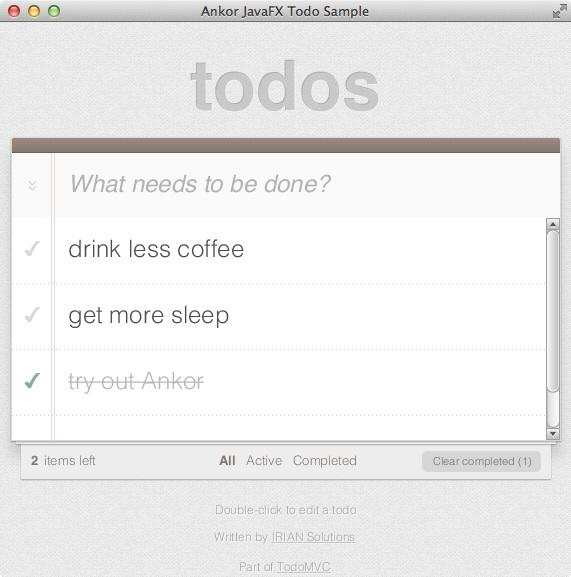 Ankor JavaFX Todo Sample
todos
What needs to be done?
drink less coffee
get more sleep
try out Ankor
2 items left All Active Completed Clear completed (1)
Double-click to edit a todo
Written by IRIAN Solutions
Part of TodoMVC